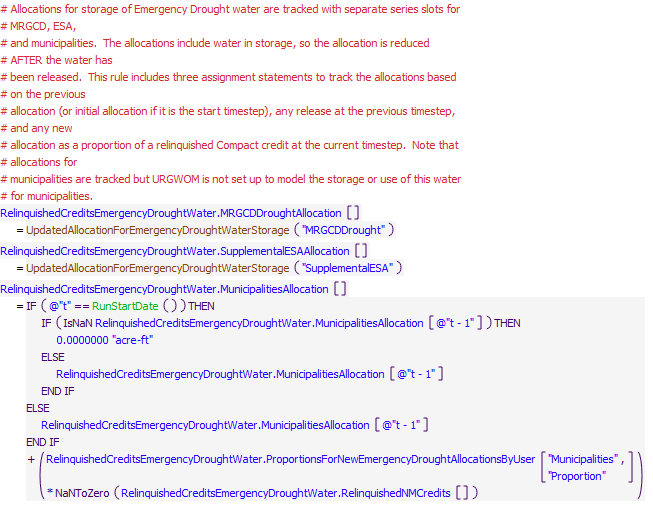 # Allocations for storage of Emergency Drought water are tracked with separate series slots for
# MRGCD, ESA,
# and municipalities.  The allocations include water in storage, so the allocation is reduced
# AFTER the water has
# been released.  This rule includes three assignment statements to track the allocations based
# on the previous
# allocation (or initial allocation if it is the start timestep), any release at the previous timestep,
# and any new
# allocation as a proportion of a relinquished Compact credit at the current timestep.  Note that
# allocations for
# municipalities are tracked but URGWOM is not set up to model the storage or use of this water
# for municipalities.
RelinquishedCreditsEmergencyDroughtWater.MRGCDDroughtAllocation []
= UpdatedAllocationForEmergencyDroughtWaterStorage ("MRGCDDrought")
RelinquishedCreditsEmergencyDroughtWater.SupplementalESAAllocation []
= UpdatedAllocationForEmergencyDroughtWaterStorage ("SupplementalESA")
RelinquishedCreditsEmergencyDroughtWater.MunicipalitiesAllocation []
= IF (@"t" == RunStartDate ()) THEN
IF (IsNaN RelinquishedCreditsEmergencyDroughtWater.MunicipalitiesAllocation [@"t - 1"]) THEN
0.0000000 "acre-ft"
ELSE
RelinquishedCreditsEmergencyDroughtWater.MunicipalitiesAllocation [@"t - 1"]
END IF
ELSE
RelinquishedCreditsEmergencyDroughtWater.MunicipalitiesAllocation [@"t - 1"]
END IF
+ (RelinquishedCreditsEmergencyDroughtWater.ProportionsForNewEmergencyDroughtAllocationsByUser ["Municipalities",
"Proportion"]
* NaNToZero (RelinquishedCreditsEmergencyDroughtWater.RelinquishedNMCredits []))